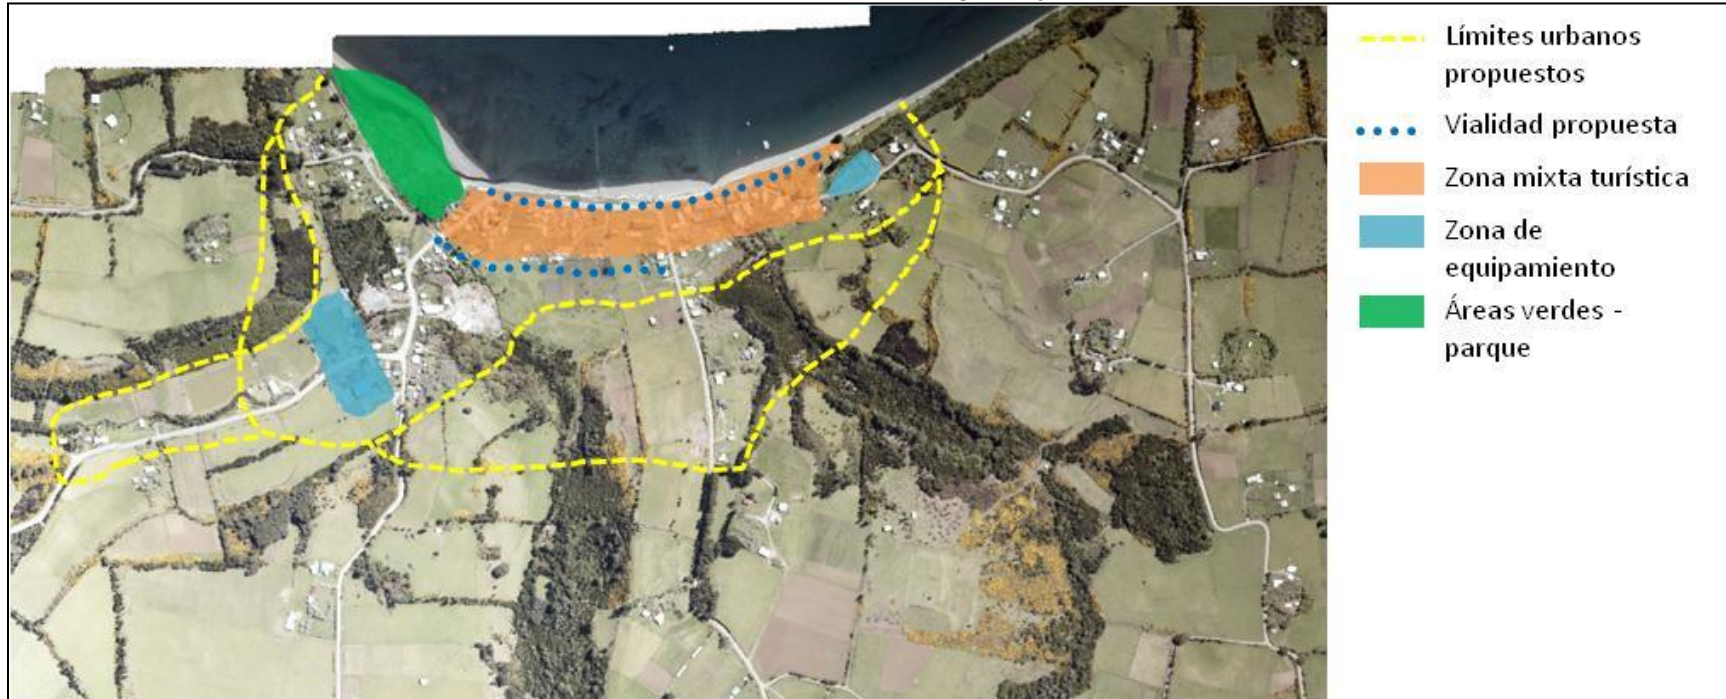 Límites urbanos
propuestos
Vialidad propuesta
Zona mixta turística
Zona de
equipamiento
Áreas verdes -
parque